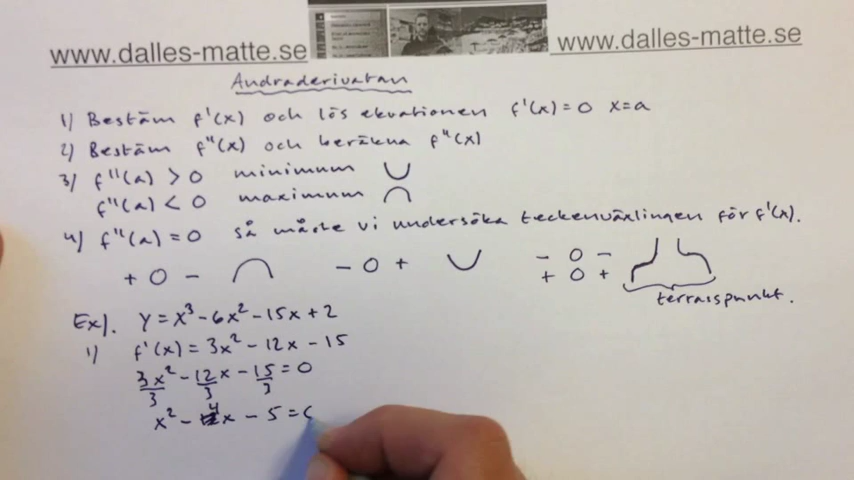 www.dalles-matte.se www.dalles-matte.se
Andraderivatan
1) Bestäm f'(x) och lös ekvationen f'(x)=0 x=a
2) Bestäm f"(x) och beräkna f"(x)
3) f"(a) > 0 minimum
f"(a) < 0 maximum
4) f"(a) = 0 så måste vi undersöka teckenväxlingen för f'(x).
+ 0 - - 0 + - 0 -
+ 0 +
terrasspunkt.
Ex). y = x³ - 6x² - 15x + 2
1) f'(x) = 3x² - 12x - 15
3x²/3 - 12x/3 - 15/3 = 0
x² - 4x - 5 = 0